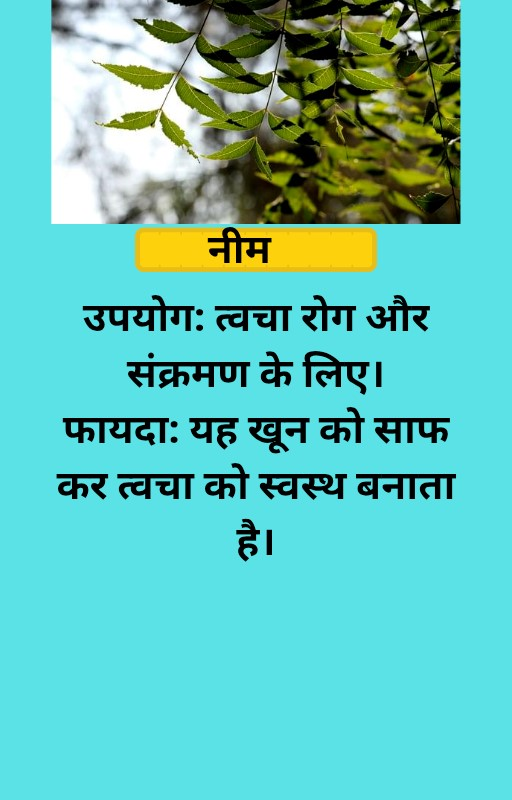 नीम
उपयोग: त्वचा रोग और
संक्रमण के लिए।
फायदा: यह खून को साफ
कर त्वचा को स्वस्थ बनाता
है।